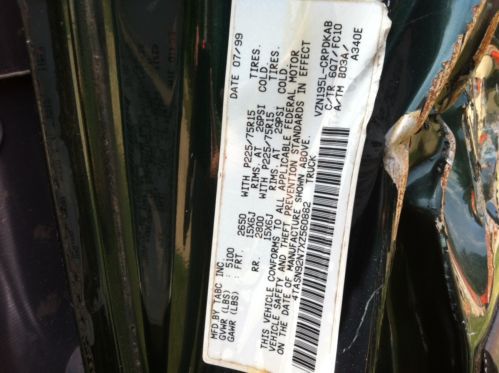 MFD BY TABC INC. DATE 07/99
GVWR (LBS) : 5100
GAWR (LBS) : FRT. 2650 WITH P225/75R15 TIRES.
15X6J RIMS. AT 26PSI COLD.
RR. 2800 WITH P225/75R15 TIRES.
15X6J RIMS. AT 29PSI COLD.
THIS VEHICLE CONFORMS TO ALL APPLICABLE FEDERAL MOTOR
VEHICLE SAFETY AND THEFT PREVENTION STANDARDS IN EFFECT
ON THE DATE OF MANUFACTURE SHOWN ABOVE.
4TASN92N7XZ560882 TRUCK
VZN195L-CRPDKAB
C/TR 6Q7/FC10
A/TM B03A/ A340E